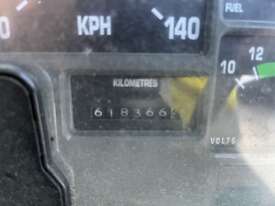 FUEL
KPH 140
12
10
KILOMETRES
618366
VOLTS